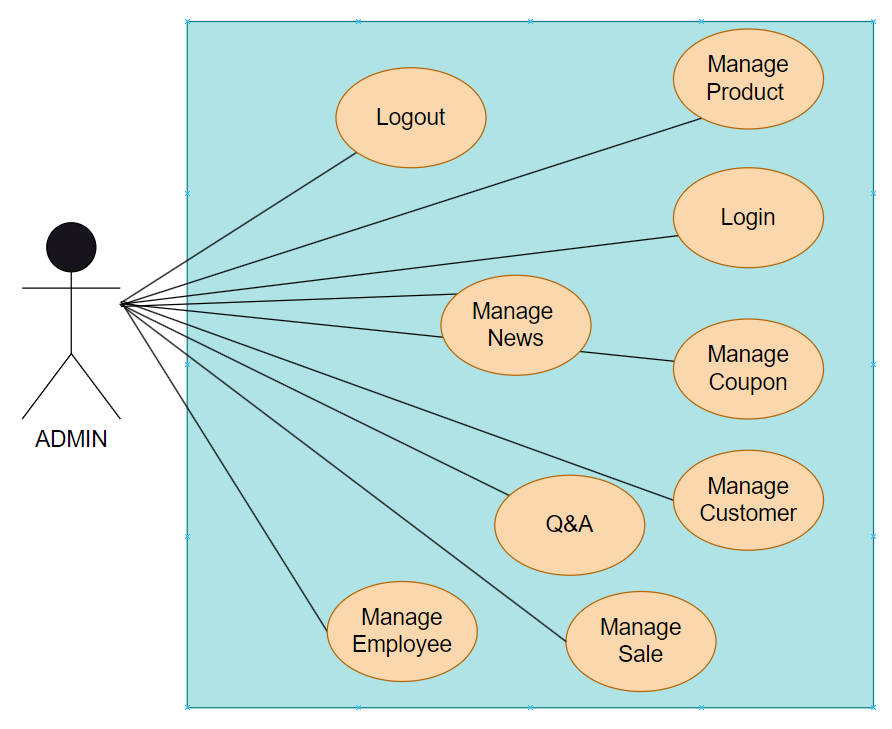 Manage
Product
Logout
Login
Manage
News
Manage
Coupon
ADMIN
Manage
Customer
Q&A
Manage
Employee
Manage
Sale